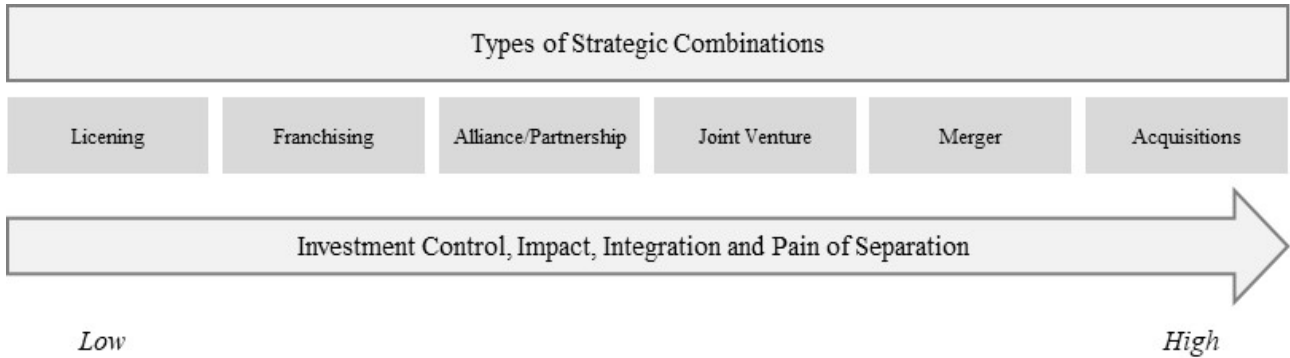 Types of Strategic Combinations
Licening
Franchising
Alliance/Partnership
Joint Venture
Merger
Acquisitions
Investment Control, Impact, Integration and Pain of Separation
Low
High